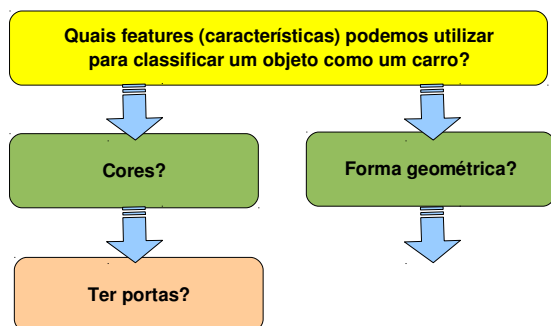 Quais features (características) podemos utilizar
para classificar um objeto como um carro?
Cores?
Forma geométrica?
Ter portas?